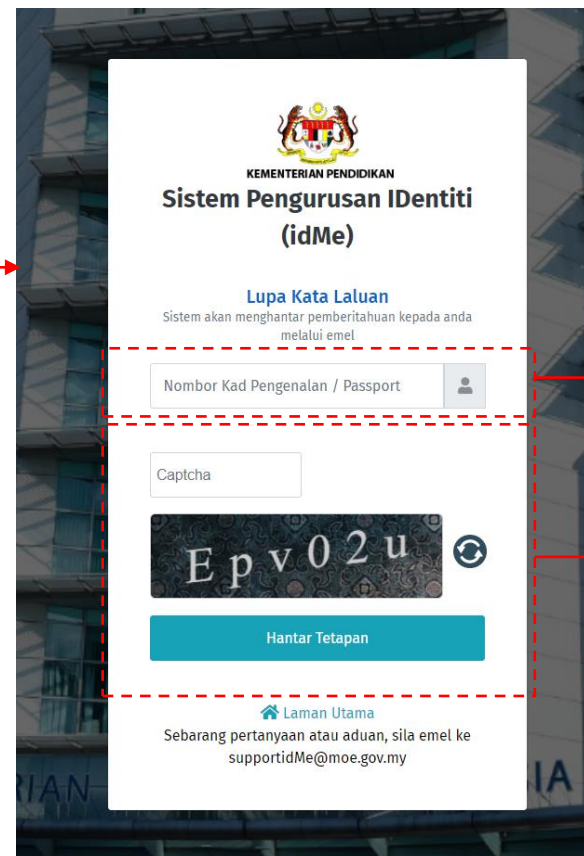 KEMENTERIAN PENDIDIKAN
Sistem Pengurusan IDentiti
(idMe)
Lupa Kata Laluan
Sistem akan menghantar pemberitahuan kepada anda
melalui emel
Nombor Kad Pengenalan / Passport
Captcha
Epv02u
Hantar Tetapan
Laman Utama
Sebarang pertanyaan atau aduan, sila emel ke
supportidMe@moe.gov.my
RIAN
IA